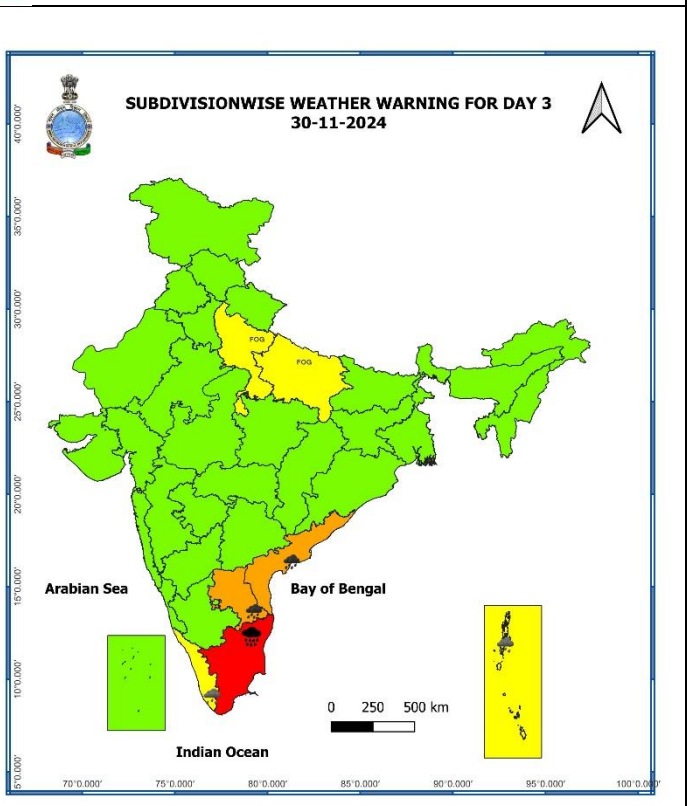 SUBDIVISIONWISE WEATHER WARNING FOR DAY 3
30-11-2024
40°0.000'
35°0.000'
30°0.000'
FOG
FOG
25°0.000'
20°0.000'
15°0.000'
Arabian Sea
Bay of Bengal
10°0.000'
0 250 500 km
Indian Ocean
5°0.000'
70°0.000' 75°0.000' 80°0.000' 85°0.000' 90°0.000' 95°0.000' 100°0.000'